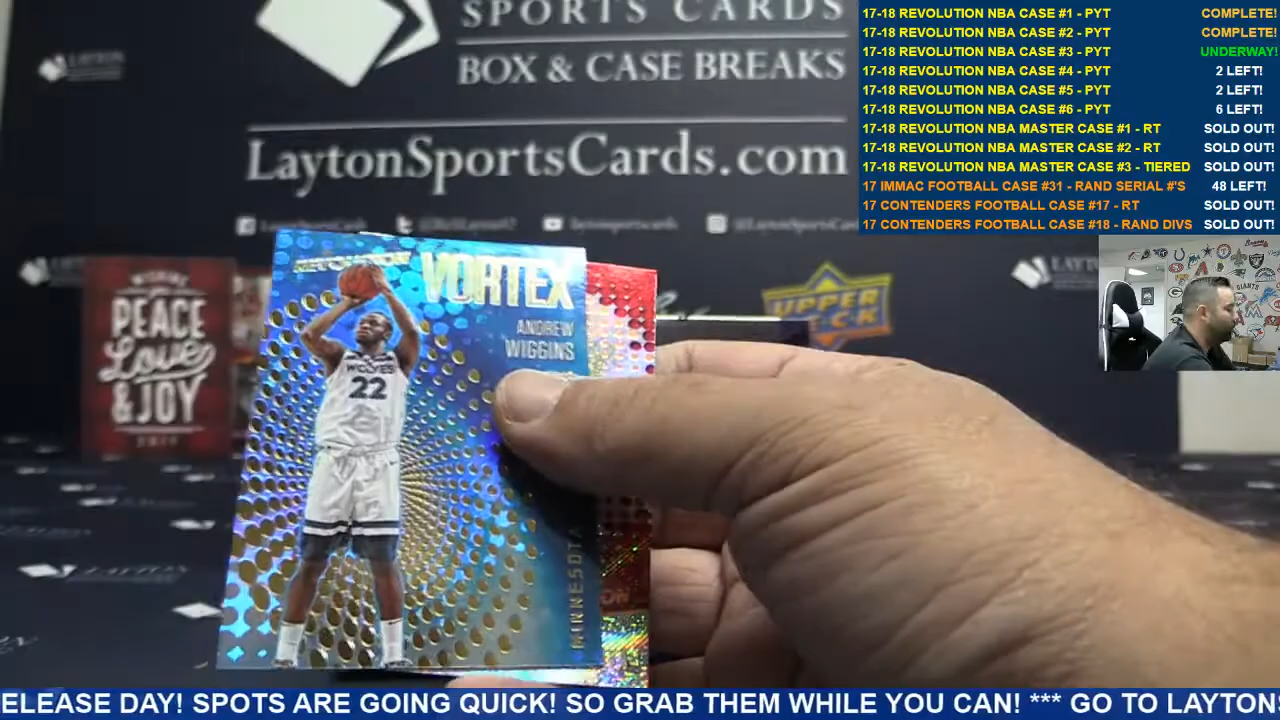 SPORTS CARDS
BOX & CASE BREAKS
LaytonSportsCards.com
laytonsportscards
17-18 REVOLUTION NBA CASE #1 - PYT COMPLETE!
17-18 REVOLUTION NBA CASE #2 - PYT COMPLETE!
17-18 REVOLUTION NBA CASE #3 - PYT UNDERWAY!
17-18 REVOLUTION NBA CASE #4 - PYT 2 LEFT!
17-18 REVOLUTION NBA CASE #5 - PYT 2 LEFT!
17-18 REVOLUTION NBA CASE #6 - PYT 6 LEFT!
17-18 REVOLUTION NBA MASTER CASE #1 - RT SOLD OUT!
17-18 REVOLUTION NBA MASTER CASE #2 - RT SOLD OUT!
17-18 REVOLUTION NBA MASTER CASE #3 - TIERED SOLD OUT!
17 IMMAC FOOTBALL CASE #31 - RAND SERIAL #'S 48 LEFT!
17 CONTENDERS FOOTBALL CASE #17 - RT SOLD OUT!
17 CONTENDERS FOOTBALL CASE #18 - RAND DIVS SOLD OUT!
PEACE
Love
& JOY
UPPER
DECK
REVOLUTION
VORTEX
ANDREW
WIGGINS
WOLVES
22
MINNESOTA
ELEASE DAY! SPOTS ARE GOING QUICK! SO GRAB THEM WHILE YOU CAN! *** GO TO LAYTONS